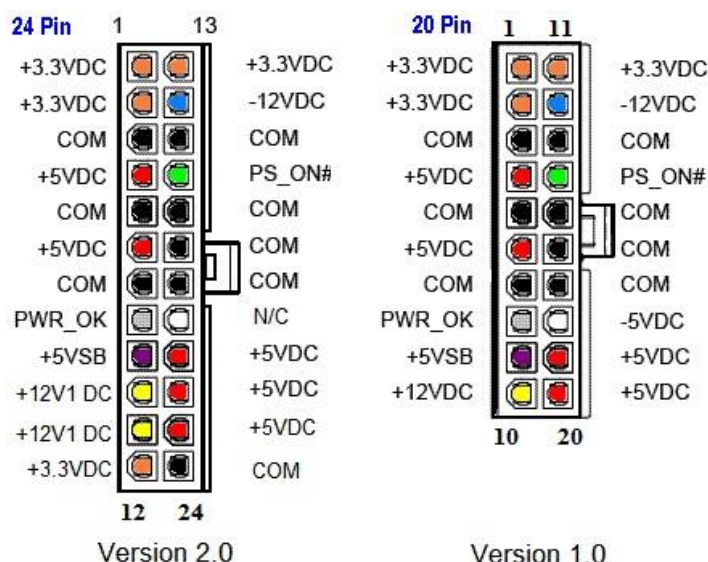 24 Pin 1 13
+3.3VDC +3.3VDC
+3.3VDC -12VDC
COM COM
+5VDC PS_ON#
COM COM
+5VDC COM
COM COM
PWR_OK N/C
+5VSB +5VDC
+12V1 DC +5VDC
+12V1 DC +5VDC
+3.3VDC COM
12 24
Version 2.0
20 Pin 1 11
+3.3VDC +3.3VDC
+3.3VDC -12VDC
COM COM
+5VDC PS_ON#
COM COM
+5VDC COM
COM COM
PWR_OK -5VDC
+5VSB +5VDC
+12VDC +5VDC
10 20
Version 1.0